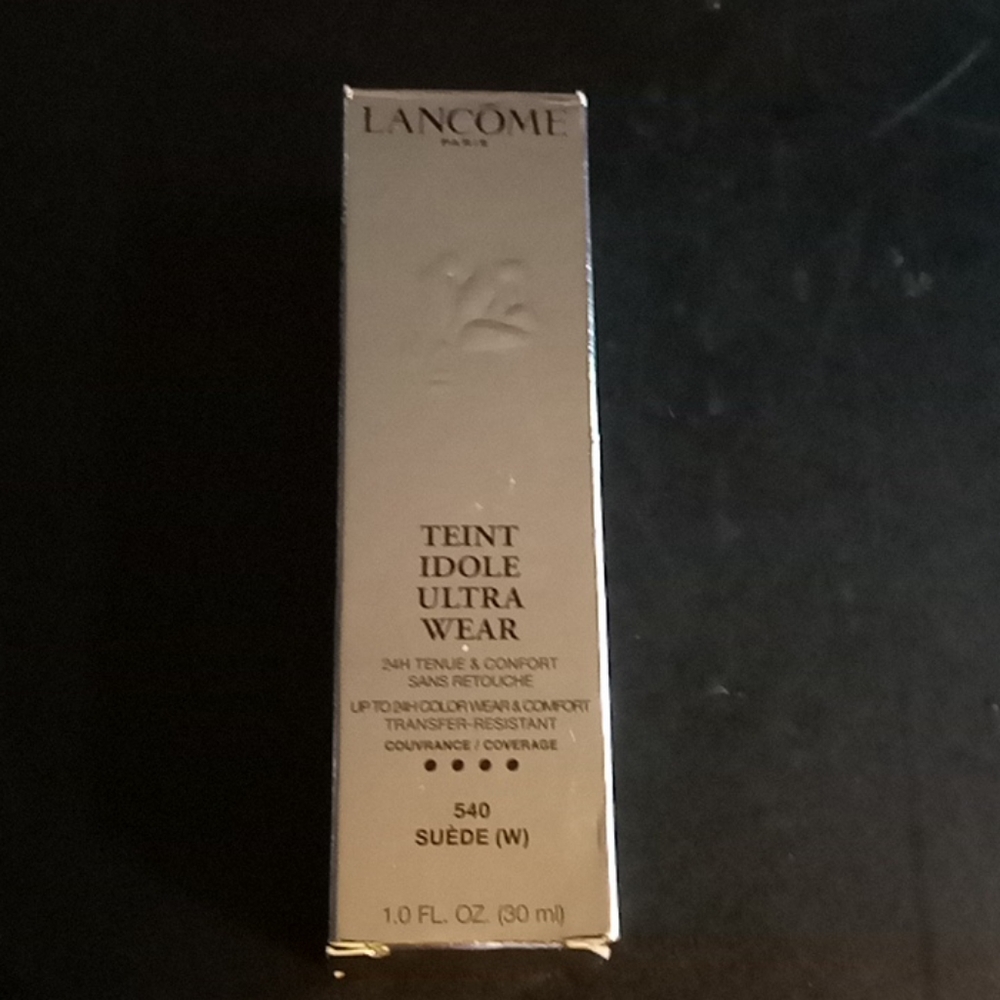 LANCÔME
PARIS
TEINT
IDOLE
ULTRA
WEAR
24H TENUE & CONFORT
SANS RETOUCHE
UP TO 24H COLOR WEAR & COMFORT
TRANSFER-RESISTANT
COUVRANCE / COVERAGE
540
SUÈDE (W)
1.0 FL. OZ. (30 ml)